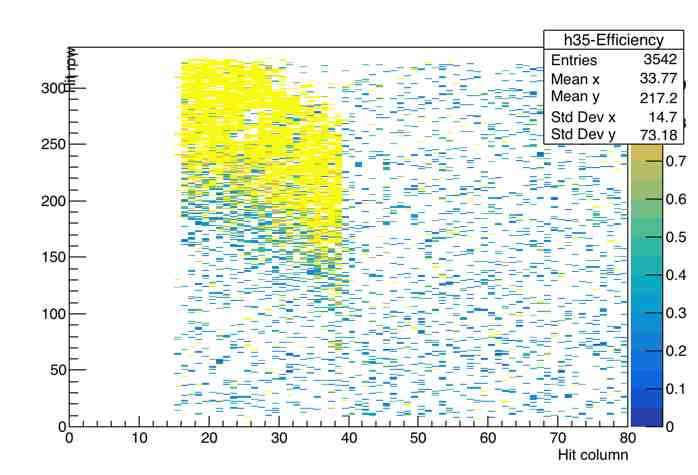 h35-Efficiency
Entries 3542
Mean x 33.77
Mean y 217.2
Std Dev x 14.7
Std Dev y 73.18
300
250
200
150
100
50
0
0.7
0.6
0.5
0.4
0.3
0.2
0.1
0
0 10 20 30 40 50 60 70 80
Hit column